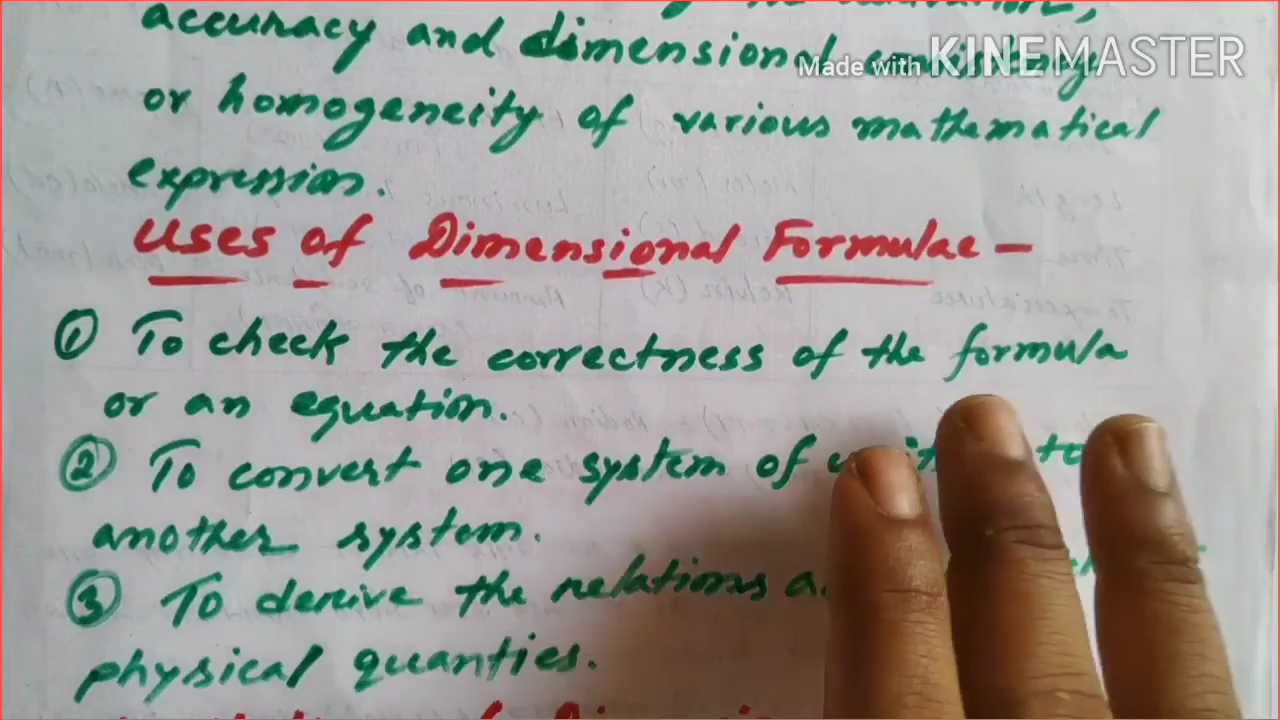 accuracy and dimensional
Made with KINEMASTER
or homogeneity of various mathematical
expression.
Uses of Dimensional Formulae -
① To check the correctness of the formula
or an equation.
② To convert one system of to
another system.
③ To derive the relations
physical quanties.